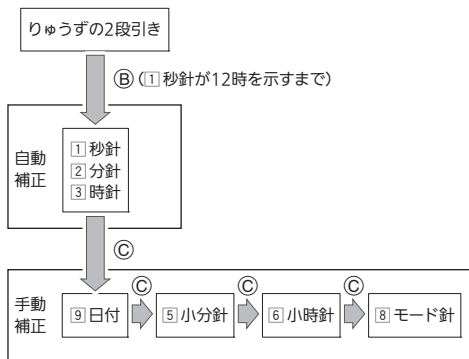 りゅうずの2段引き
Ⓑ (1 秒針が12時を示すまで)
自動
補正
1 秒針
2 分針
3 時針
Ⓒ
Ⓒ Ⓒ Ⓒ
手動
補正
9 日付 5 小分針 6 小時針 8 モード針